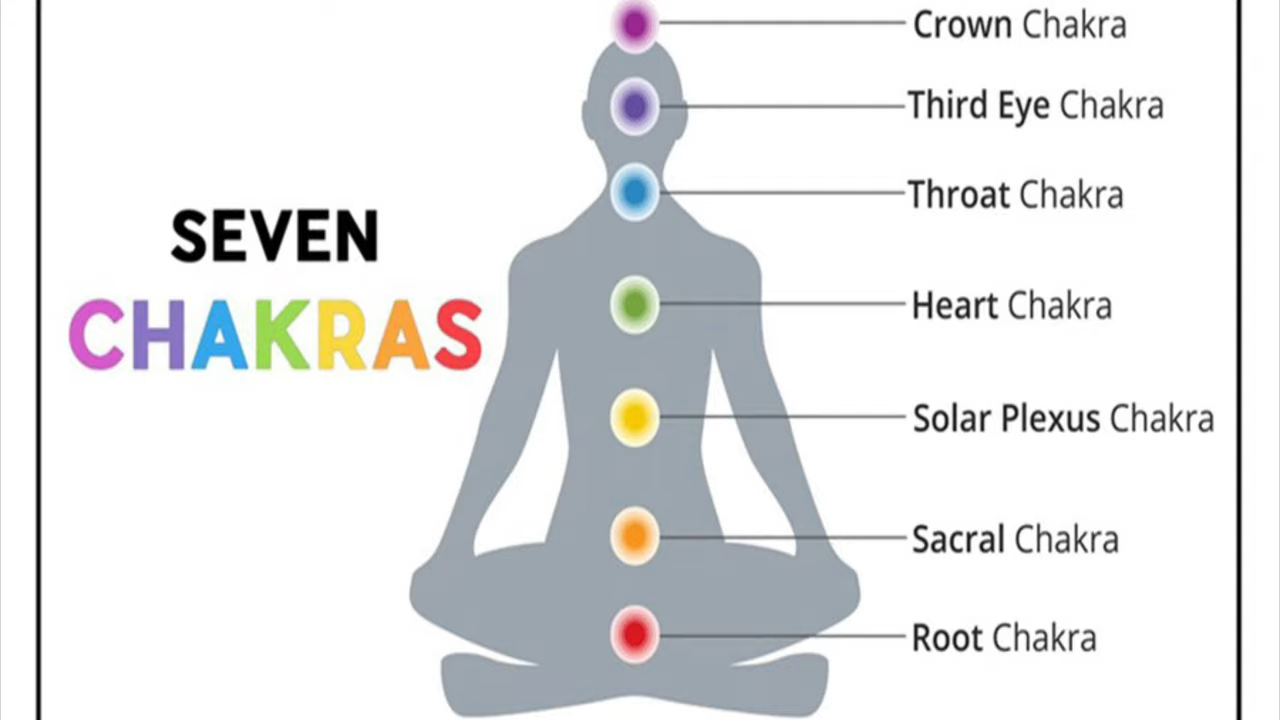 SEVEN
CHAKRAS
Crown Chakra
Third Eye Chakra
Throat Chakra
Heart Chakra
Solar Plexus Chakra
Sacral Chakra
Root Chakra